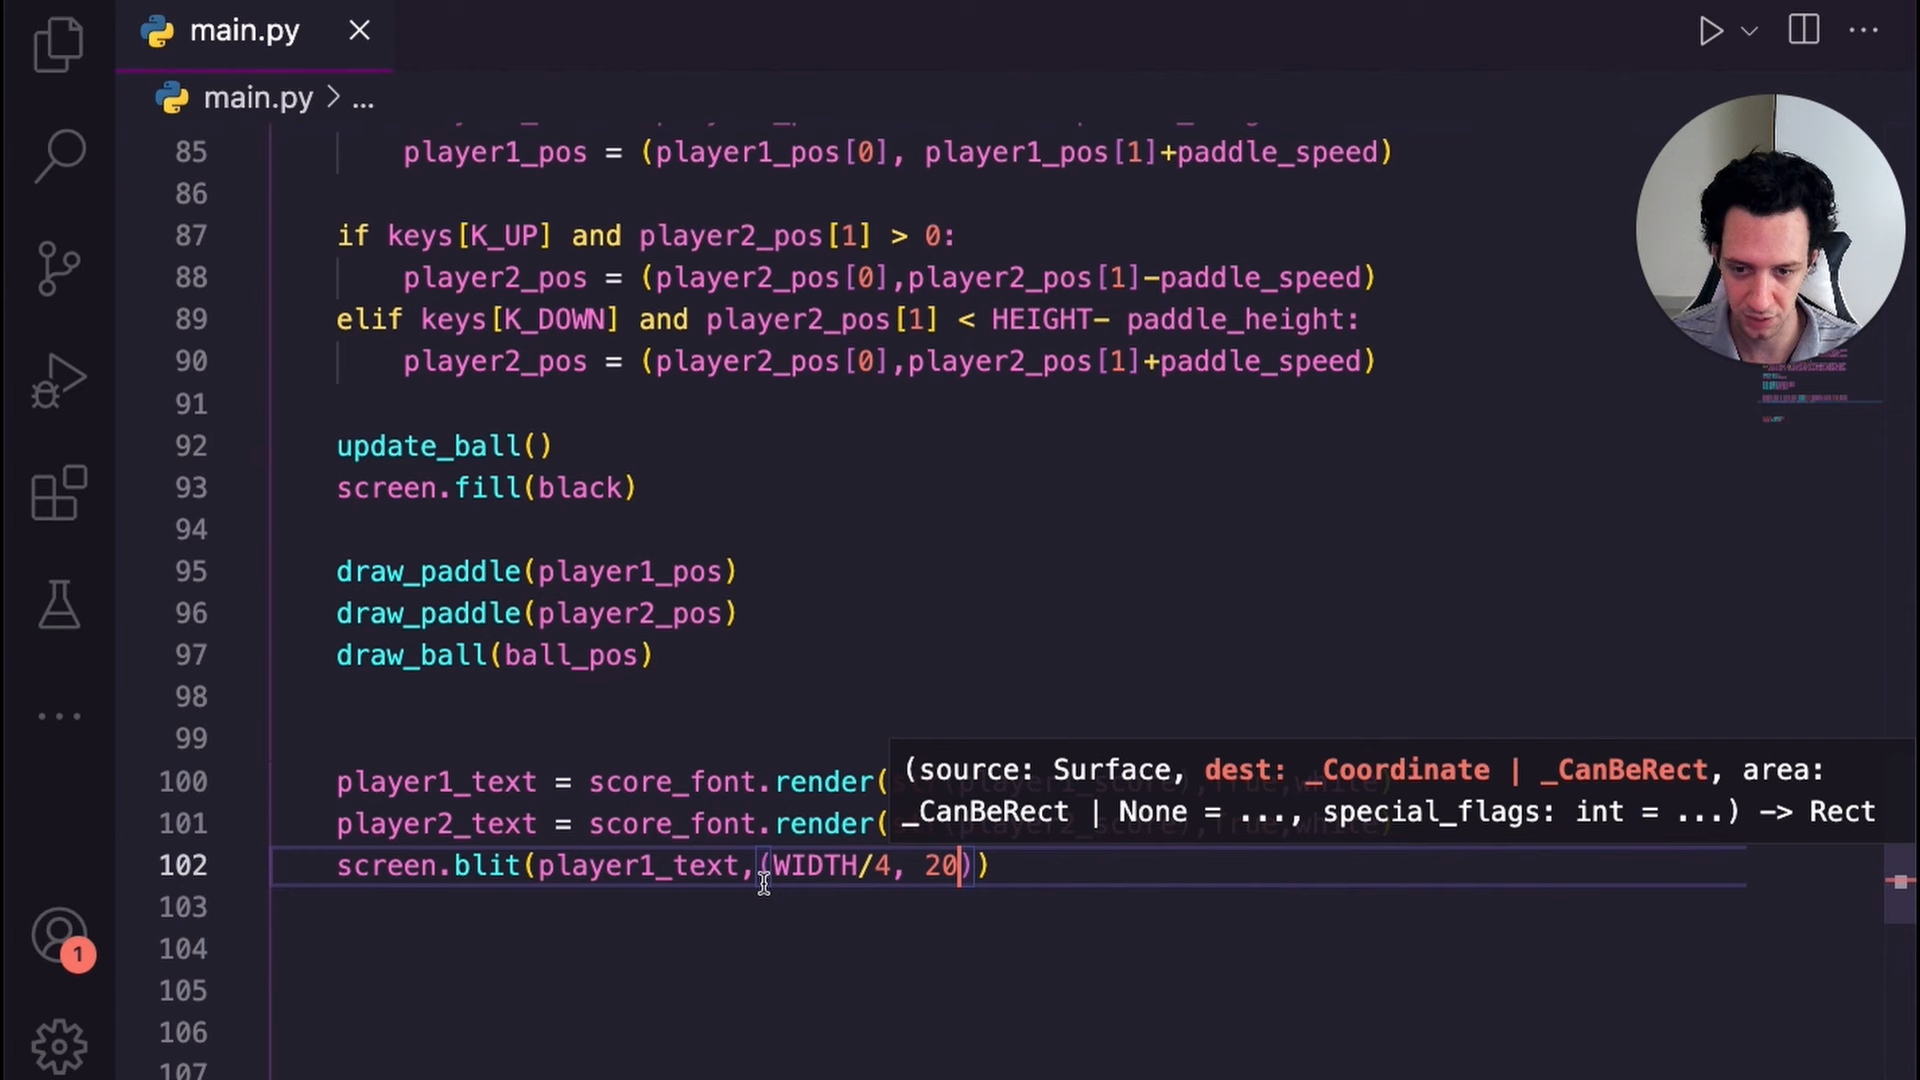 main.py
main.py > ...
85 player1_pos = (player1_pos[0], player1_pos[1]+paddle_speed)
86
87 if keys[K_UP] and player2_pos[1] > 0:
88 player2_pos = (player2_pos[0],player2_pos[1]-paddle_speed)
89 elif keys[K_DOWN] and player2_pos[1] < HEIGHT- paddle_height:
90 player2_pos = (player2_pos[0],player2_pos[1]+paddle_speed)
91
92 update_ball()
93 screen.fill(black)
94
95 draw_paddle(player1_pos)
96 draw_paddle(player2_pos)
97 draw_ball(ball_pos)
98
99
100 player1_text = score_font.render(
(source: Surface, dest: _Coordinate | _CanBeRect, area:
101 player2_text = score_font.render(
_CanBeRect | None = ..., special_flags: int = ...) -> Rect
102 screen.blit(player1_text,(WIDTH/4, 20))
103
104
105
106
107
1